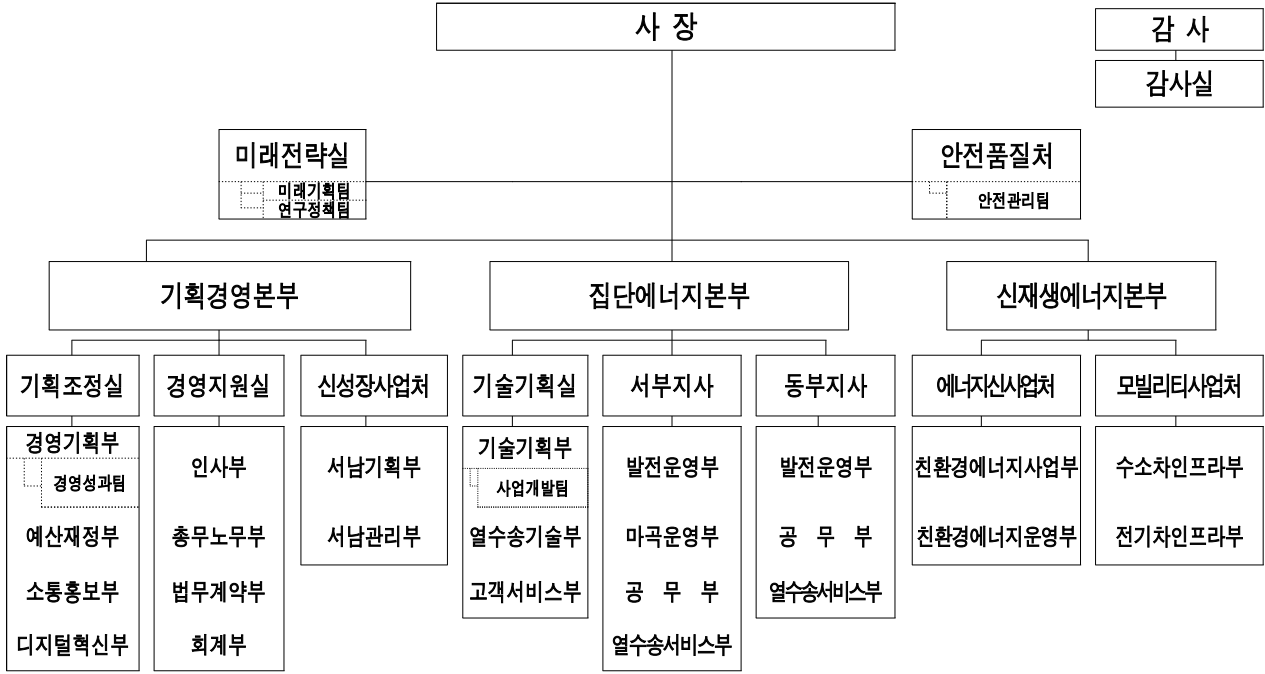 사 장
감 사
감사실
미래전략실
미래기획팀
연구정책팀
안전품질처
안전관리팀
기획경영본부
집단에너지본부
신재생에너지본부
기획조정실
경영지원실
신성장사업처
기술기획실
서부지사
동부지사
에너지신사업처
모빌리티사업처
경영기획부
경영성과팀
예산재정부
소통홍보부
디지털혁신부
인사부
총무노무부
법무계약부
회계부
서남기획부
서남관리부
기술기획부
사업개발팀
열수송기술부
고객서비스부
발전운영부
마곡운영부
공 무 부
열수송서비스부
발전운영부
공 무 부
열수송서비스부
친환경에너지사업부
친환경에너지운영부
수소차인프라부
전기차인프라부